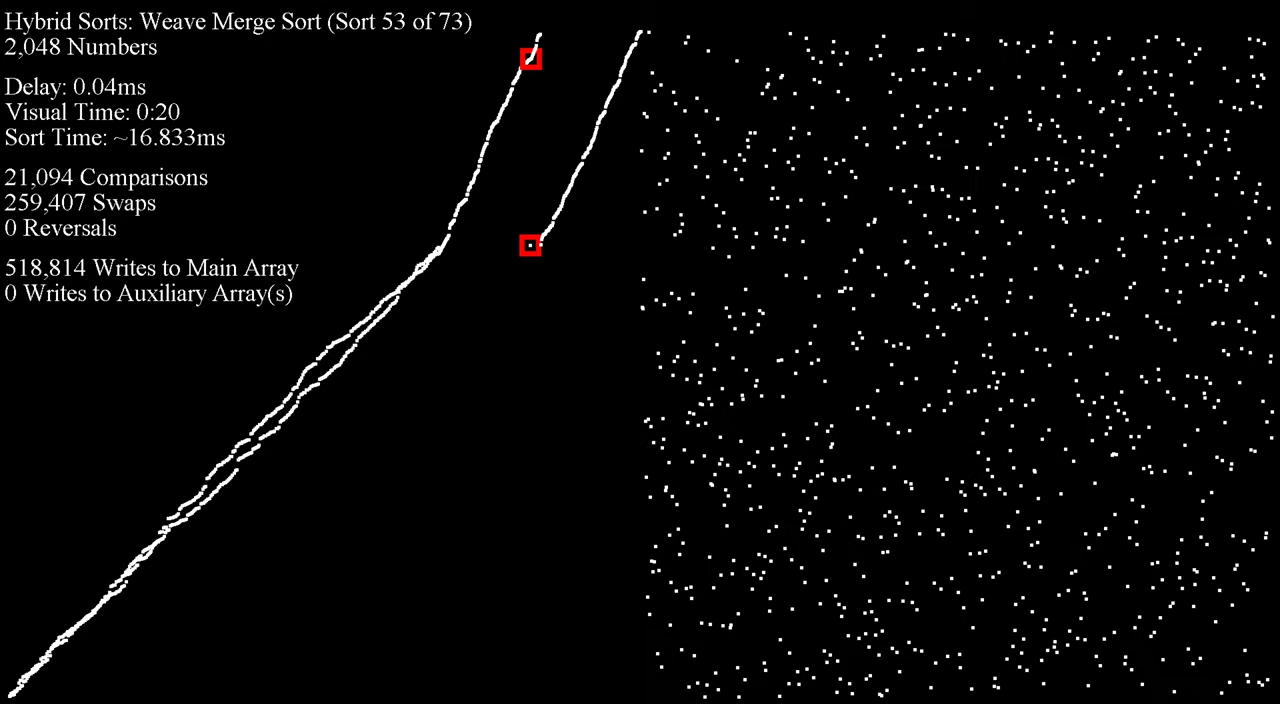 Hybrid Sorts: Weave Merge Sort (Sort 53 of 73)
2,048 Numbers
Delay: 0.04ms
Visual Time: 0:20
Sort Time: ~16.833ms
21,094 Comparisons
259,407 Swaps
0 Reversals
518,814 Writes to Main Array
0 Writes to Auxiliary Array(s)